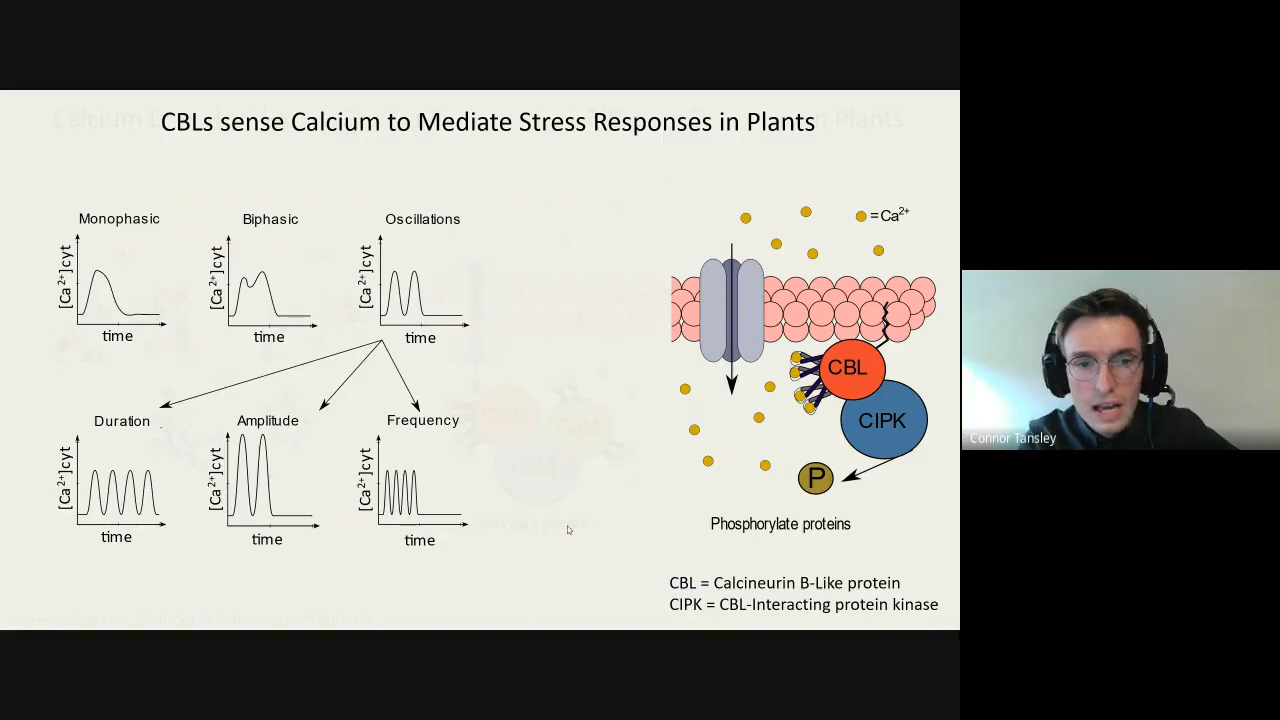 CBLs sense Calcium to Mediate Stress Responses in Plants
Monophasic
Biphasic
Oscillations
[Ca²⁺]cyt
[Ca²⁺]cyt
[Ca²⁺]cyt
time
time
time
Duration
Amplitude
Frequency
[Ca²⁺]cyt
[Ca²⁺]cyt
[Ca²⁺]cyt
time
time
time
=Ca²⁺
CBL
CIPK
P
Phosphorylate proteins
CBL = Calcineurin B-Like protein
CIPK = CBL-Interacting protein kinase
Connor Tansley